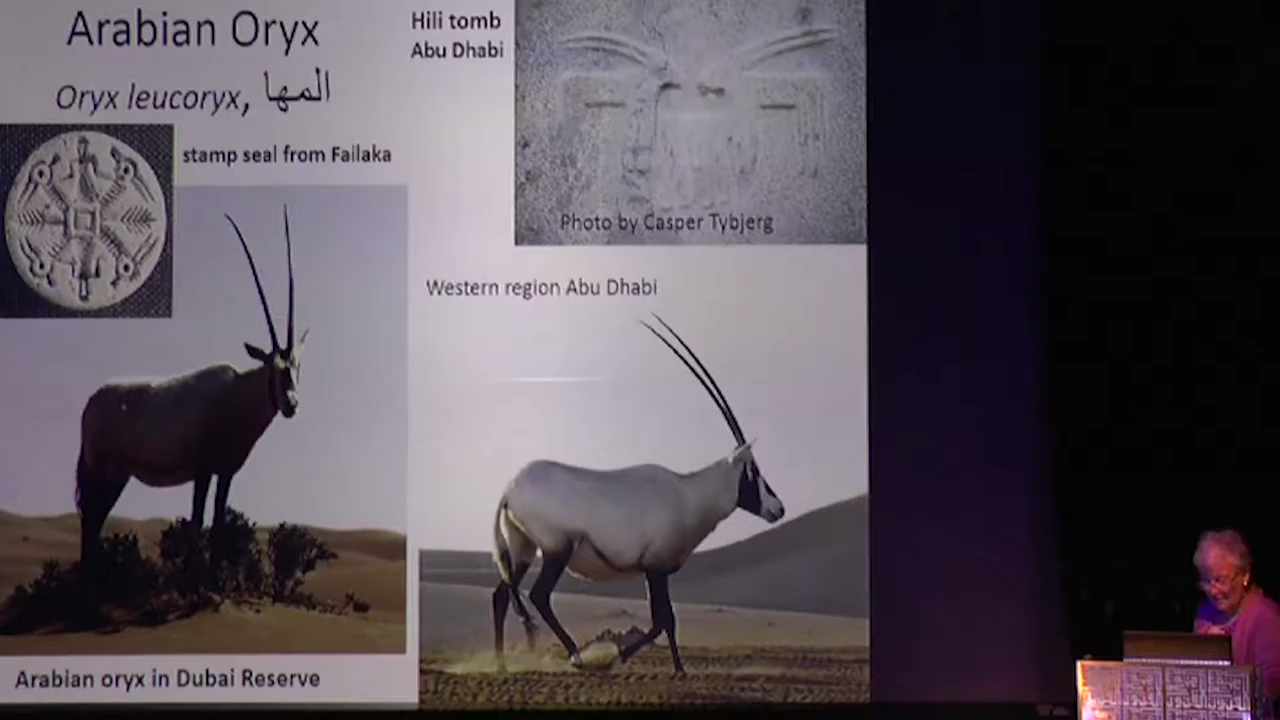 Arabian Oryx
Oryx leucoryx, المها
stamp seal from Failaka
Arabian oryx in Dubai Reserve
Hili tomb
Abu Dhabi
Photo by Casper Tybjerg
Western region Abu Dhabi